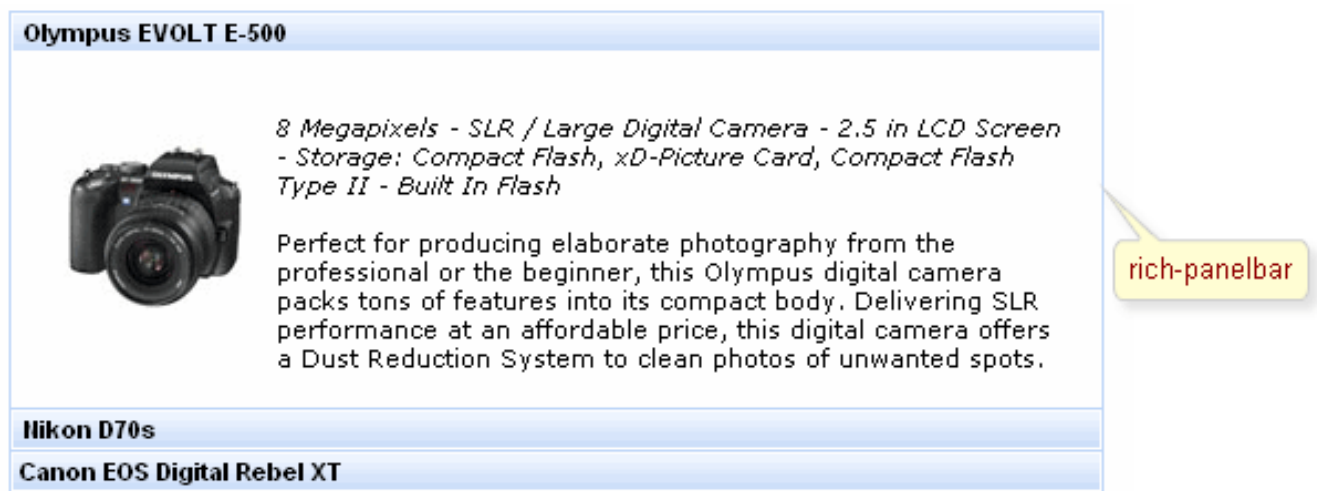 Olympus EVOLT E-500
8 Megapixels - SLR / Large Digital Camera - 2.5 in LCD Screen
- Storage: Compact Flash, xD-Picture Card, Compact Flash
Type II - Built In Flash
Perfect for producing elaborate photography from the
professional or the beginner, this Olympus digital camera
packs tons of features into its compact body. Delivering SLR
performance at an affordable price, this digital camera offers
a Dust Reduction System to clean photos of unwanted spots.
rich-panelbar
Nikon D70s
Canon EOS Digital Rebel XT